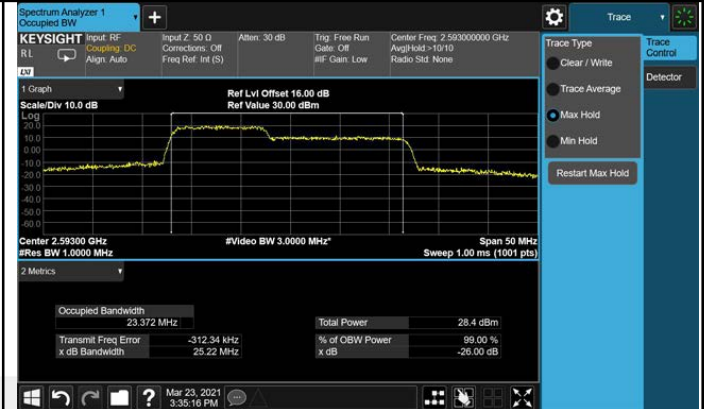 Spectrum Analyzer 1
Occupied BW
+
Trace
KEYSIGHT
RL
LXI
Input: RF
Coupling: DC
Align: Auto
Input Z: 50 Ω
Corrections: Off
Freq Ref: Int (S)
Atten: 30 dB
Trig: Free Run
Gate: Off
#IF Gain: Low
Center Freq: 2.593000000 GHz
Avg|Hold:>10/10
Radio Std: None
Trace Type
Clear / Write
Trace Average
Max Hold
Min Hold
Restart Max Hold
Trace
Control
Detector
1 Graph
Scale/Div 10.0 dB
Ref Lvl Offset 16.00 dB
Ref Value 30.00 dBm
Log
20.0
10.0
0.00
-10.0
-20.0
-30.0
-40.0
-50.0
-60.0
Center 2.59300 GHz
#Res BW 1.0000 MHz
#Video BW 3.0000 MHz*
Span 50 MHz
Sweep 1.00 ms (1001 pts)
2 Metrics
Occupied Bandwidth
23.372 MHz
Total Power 28.4 dBm
Transmit Freq Error -312.34 kHz
% of OBW Power 99.00 %
x dB Bandwidth 25.22 MHz
x dB -26.00 dB
?
Mar 23, 2021
3:35:16 PM